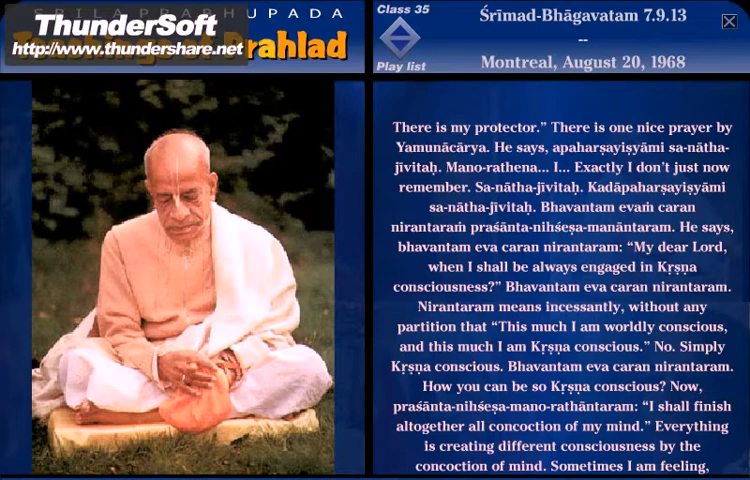 SRILA PRABHUPADA
ThunderSoft
http://www.thundershare.net
Prahlad
Class 35
Play list
Śrīmad-Bhāgavatam 7.9.13
--
Montreal, August 20, 1968
There is my protector.” There is one nice prayer by
Yamunācārya. He says, apaharṣayiṣyāmi sa-nātha-
jīvitaḥ. Mano-rathena... I... Exactly I don't just now
remember. Sa-nātha-jīvitaḥ. Kadāpaharṣayiṣyāmi
sa-nātha-jīvitaḥ. Bhavantam evaṁ caran
nirantaraṁ praśānta-niḥśeṣa-manāntaram. He says,
bhavantam eva caran nirantaram: “My dear Lord,
when I shall be always engaged in Kṛṣṇa
consciousness?” Bhavantam eva caran nirantaram.
Nirantaram means incessantly, without any
partition that “This much I am worldly conscious,
and this much I am Kṛṣṇa conscious.” No. Simply
Kṛṣṇa conscious. Bhavantam eva caran nirantaram.
How you can be so Kṛṣṇa conscious? Now,
praśānta-niḥśeṣa-mano-rathāntaram: “I shall finish
altogether all concoction of my mind.” Everything
is creating different consciousness by the
concoction of mind. Sometimes I am feeling,